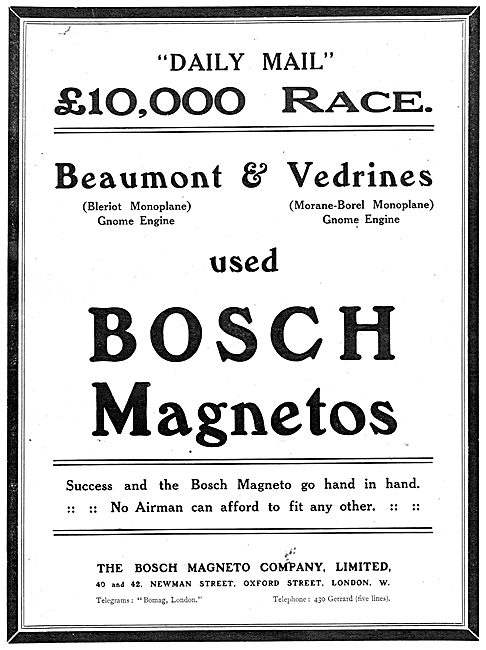 "DAILY MAIL"
£10,000 RACE.
Beaumont & Vedrines
(Bleriot Monoplane) (Morane-Borel Monoplane)
Gnome Engine Gnome Engine
used
BOSCH
Magnetos
Success and the Bosch Magneto go hand in hand.
:: :: No Airman can afford to fit any other. :: ::
THE BOSCH MAGNETO COMPANY, LIMITED,
40 and 42, NEWMAN STREET, OXFORD STREET, LONDON, W.
Telegrams: "Bomag, London." Telephone: 430 Gerrard (five lines).